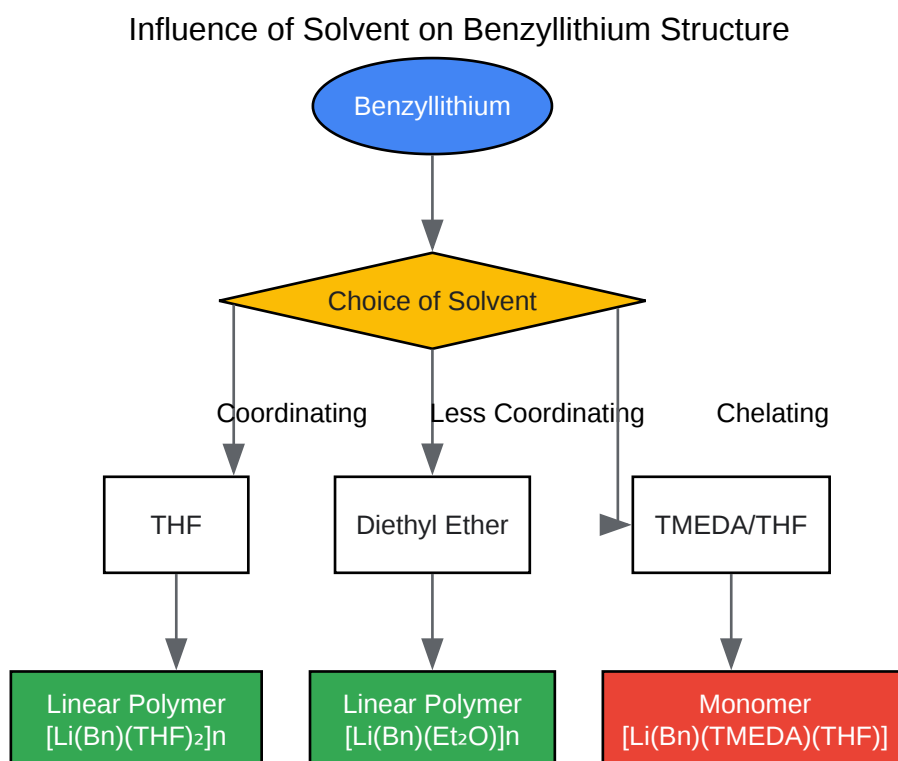 Influence of Solvent on Benzyllithium Structure
Benzyllithium
Choice of Solvent
Coordinating
Less Coordinating
Chelating
THF
Diethyl Ether
TMEDA/THF
Linear Polymer
[Li(Bn)(THF)₂]n
Linear Polymer
[Li(Bn)(Et₂O)]n
Monomer
[Li(Bn)(TMEDA)(THF)]